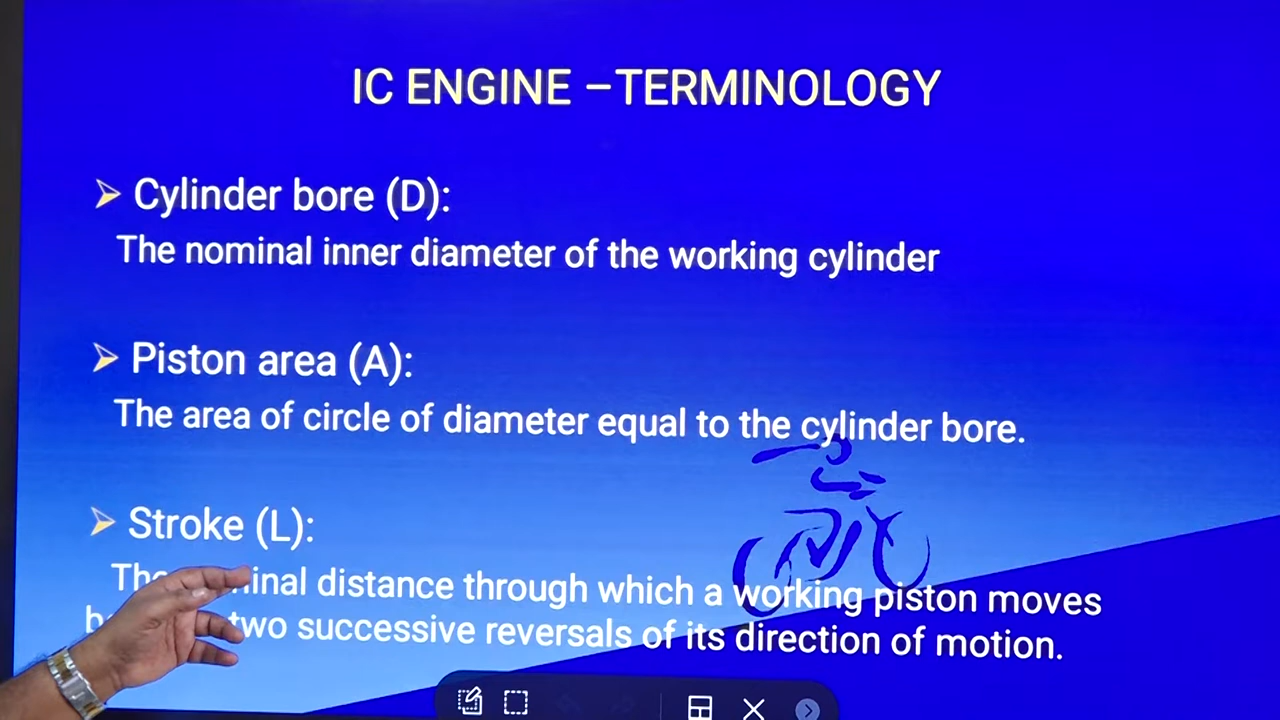 IC ENGINE –TERMINOLOGY
➢ Cylinder bore (D):
The nominal inner diameter of the working cylinder
➢ Piston area (A):
The area of circle of diameter equal to the cylinder bore.
➢ Stroke (L):
distance through which a working piston moves
two successive reversals of its direction of motion.